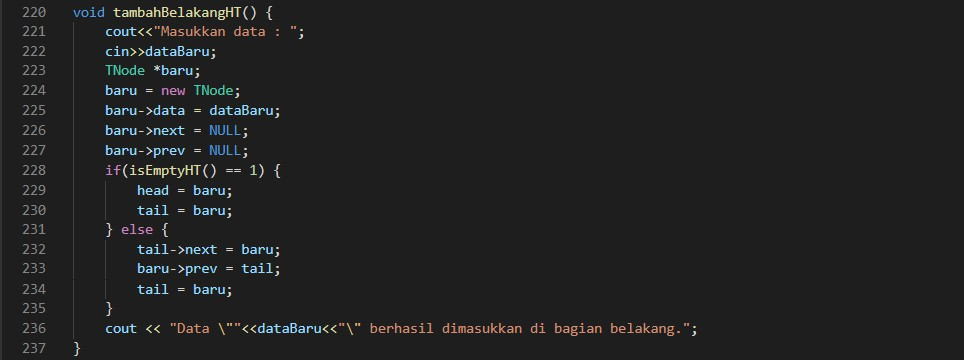 220 void tambahBelakangHT() {
221 cout<<"Masukkan data : ";
222 cin>>dataBaru;
223 TNode *baru;
224 baru = new TNode;
225 baru->data = dataBaru;
226 baru->next = NULL;
227 baru->prev = NULL;
228 if(isEmptyHT() == 1) {
229 head = baru;
230 tail = baru;
231 } else {
232 tail->next = baru;
233 baru->prev = tail;
234 tail = baru;
235 }
236 cout << "Data \""<<dataBaru<<"\" berhasil dimasukkan di bagian belakang.";
237 }